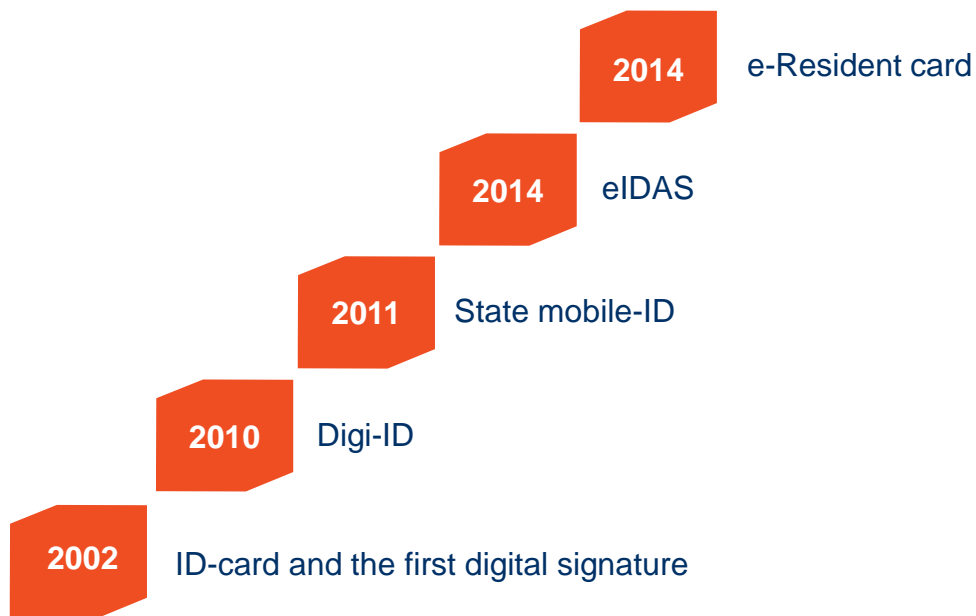 2014 e-Resident card
2014 eIDAS
2011 State mobile-ID
2010 Digi-ID
2002 ID-card and the first digital signature